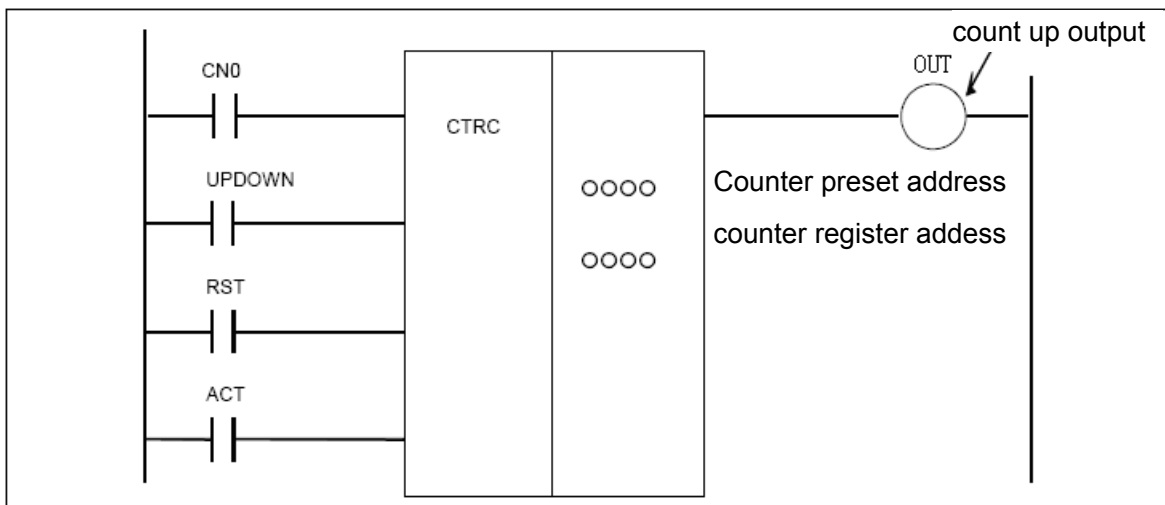 count up output
CN0
OUT
CTRC
UPDOWN
○○○○ Counter preset address
counter register addess
○○○○
RST
ACT